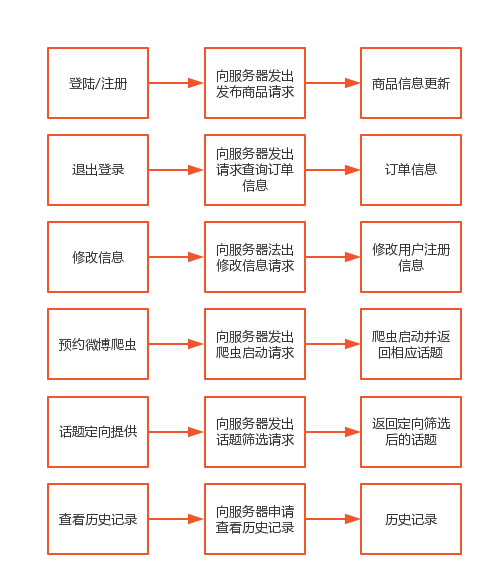 登陆/注册
向服务器发出
发布商品请求
商品信息更新
退出登录
向服务器发出
请求查询订单
信息
订单信息
修改信息
向服务器法出
修改信息请求
修改用户注册
信息
预约微博爬虫
向服务器发出
爬虫启动请求
爬虫启动并返
回相应话题
话题定向提供
向服务器发出
话题筛选请求
返回定向筛选
后的话题
查看历史记录
向服务器申请
查看历史记录
历史记录